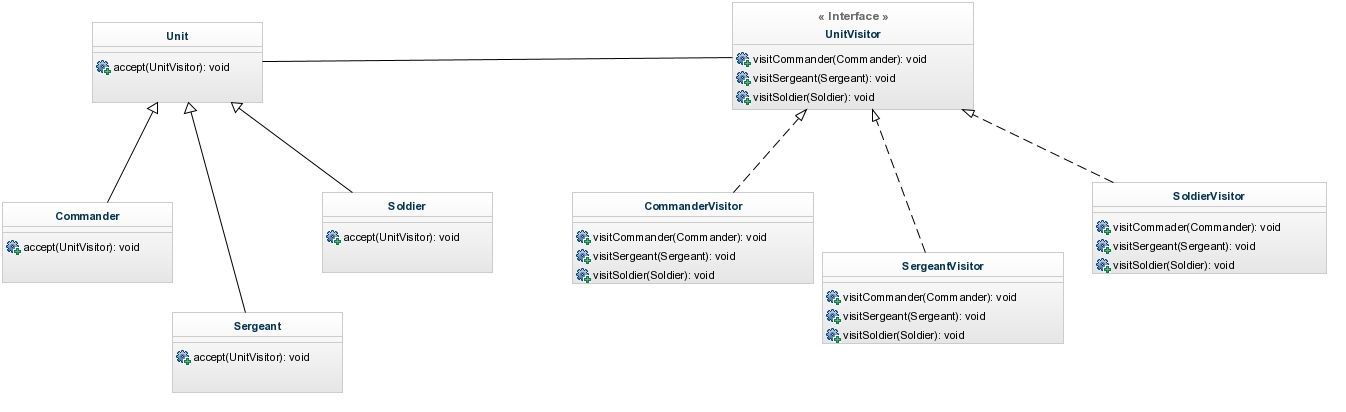 Unit
accept(UnitVisitor): void
« Interface »
UnitVisitor
visitCommander(Commander): void
visitSergeant(Sergeant): void
visitSoldier(Soldier): void
Commander
accept(UnitVisitor): void
Soldier
accept(UnitVisitor): void
Sergeant
accept(UnitVisitor): void
CommanderVisitor
visitCommander(Commander): void
visitSergeant(Sergeant): void
visitSoldier(Soldier): void
SergeantVisitor
visitCommander(Commander): void
visitSergeant(Sergeant): void
visitSoldier(Soldier): void
SoldierVisitor
visitCommader(Commander): void
visitSergeant(Sergeant): void
visitSoldier(Soldier): void